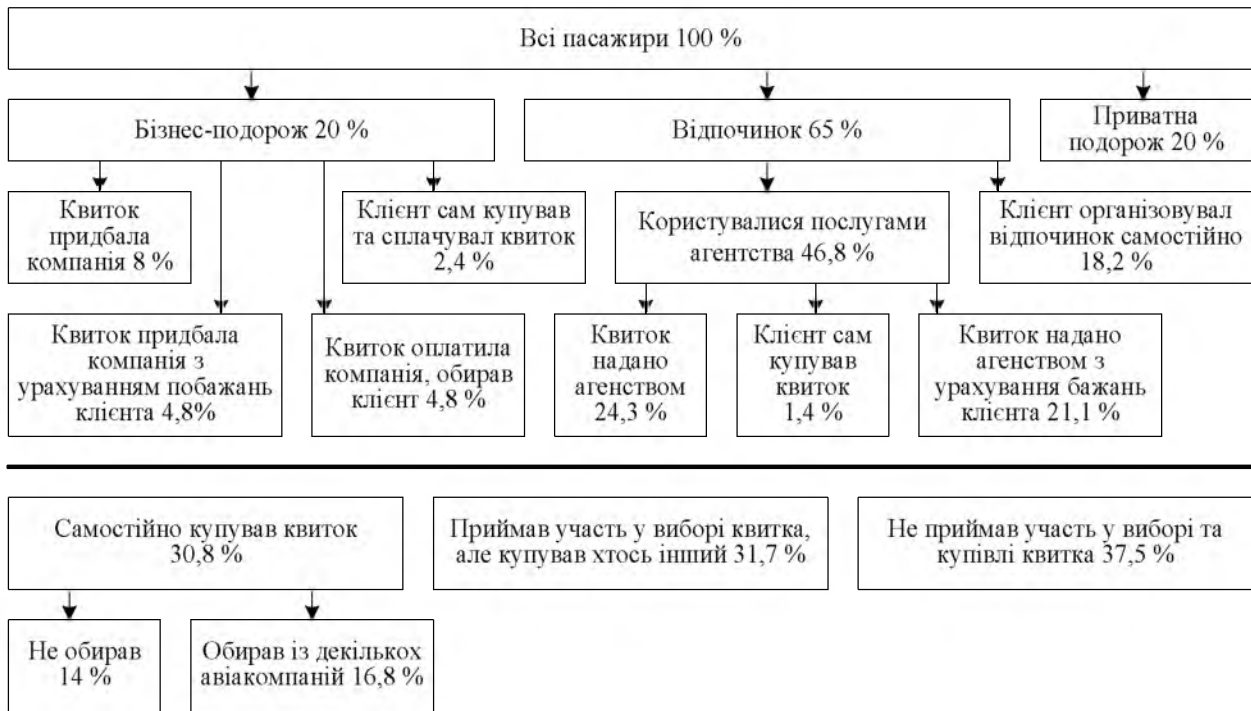 Всі пасажири 100 %
Бізнес-подорож 20 %
Відпочинок 65 %
Приватна
подорож 20 %
Квиток
придбала
компанія 8 %
Клієнт сам купував
та сплачувал квиток
2,4 %
Користувалися послугами
агентства 46,8 %
Клієнт організовувал
відпочинок самостійно
18,2 %
Квиток придбала
компанія з
урахуванням побажань
клієнта 4,8%
Квиток оплатила
компанія, обирав
клієнт 4,8 %
Квиток
надано
агенством
24,3 %
Клієнт сам
купував
квиток
1,4 %
Квиток надано
агенством з
урахування бажань
клієнта 21,1 %
Самостійно купував квиток
30,8 %
Приймав участь у виборі квитка,
але купував хтось інший 31,7 %
Не приймав участь у виборі та
купівлі квитка 37,5 %
Не обирав
14 %
Обирав із декількох
авіакомпаній 16,8 %